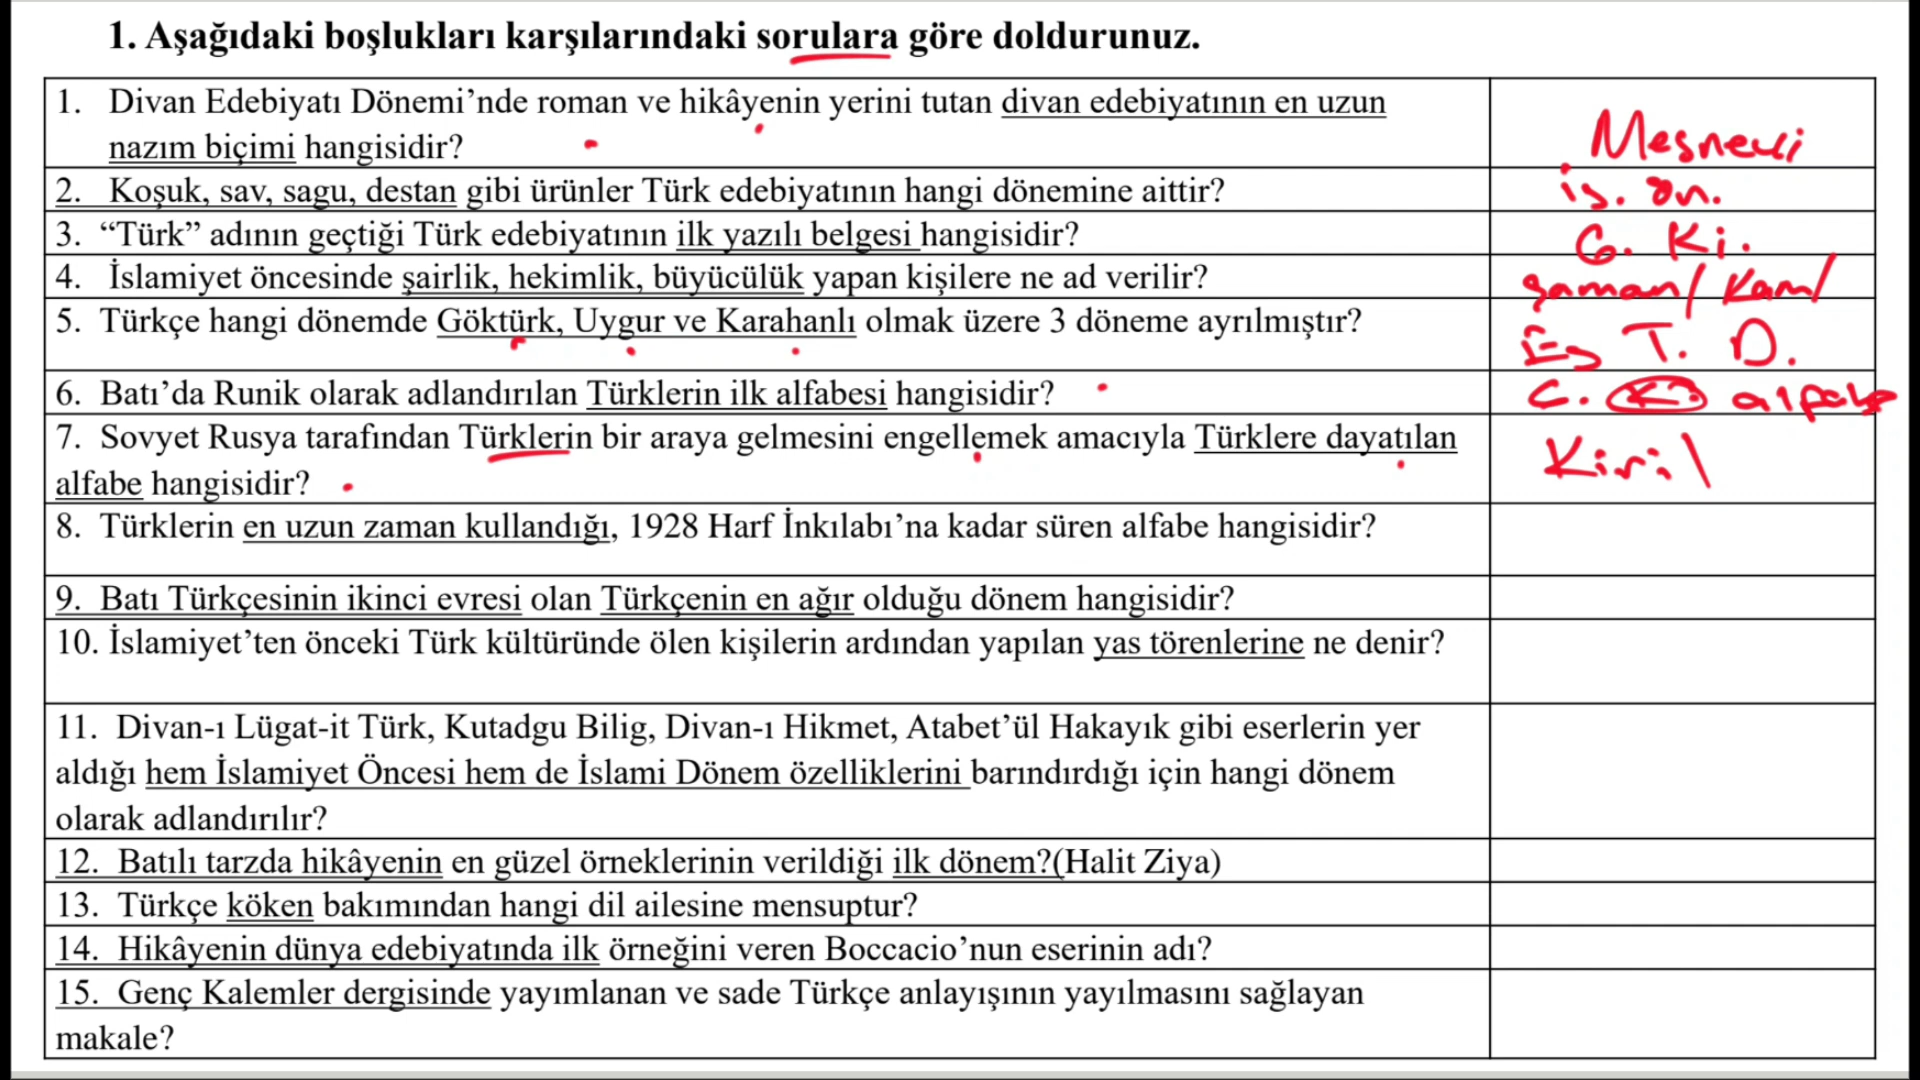 1. Aşağıdaki boşlukları karşılarındaki sorulara göre doldurunuz.
1. Divan Edebiyatı Dönemi’nde roman ve hikâyenin yerini tutan divan edebiyatının en uzun
nazım biçimi hangisidir?
Mesnevi
2. Koşuk, sav, sagu, destan gibi ürünler Türk edebiyatının hangi dönemine aittir?
is. ön.
3. “Türk” adının geçtiği Türk edebiyatının ilk yazılı belgesi hangisidir?
G. Ki.
4. İslamiyet öncesinde şairlik, hekimlik, büyücülük yapan kişilere ne ad verilir?
şaman/ Kam/
5. Türkçe hangi dönemde Göktürk, Uygur ve Karahanlı olmak üzere 3 döneme ayrılmıştır?
Es T. D.
6. Batı’da Runik olarak adlandırılan Türklerin ilk alfabesi hangisidir?
alfabe
7. Sovyet Rusya tarafından Türklerin bir araya gelmesini engellemek amacıyla Türklere dayatılan
alfabe hangisidir?
Kiril
8. Türklerin en uzun zaman kullandığı, 1928 Harf İnkılabı’na kadar süren alfabe hangisidir?
9. Batı Türkçesinin ikinci evresi olan Türkçenin en ağır olduğu dönem hangisidir?
10. İslamiyet’ten önceki Türk kültüründe ölen kişilerin ardından yapılan yas törenlerine ne denir?
11. Divan-ı Lügat-it Türk, Kutadgu Bilig, Divan-ı Hikmet, Atabet’ül Hakayık gibi eserlerin yer
aldığı hem İslamiyet Öncesi hem de İslami Dönem özelliklerini barındırdığı için hangi dönem
olarak adlandırılır?
12. Batılı tarzda hikâyenin en güzel örneklerinin verildiği ilk dönem?(Halit Ziya)
13. Türkçe köken bakımından hangi dil ailesine mensuptur?
14. Hikâyenin dünya edebiyatında ilk örneğini veren Boccacio’nun eserinin adı?
15. Genç Kalemler dergisinde yayımlanan ve sade Türkçe anlayışının yayılmasını sağlayan
makale?